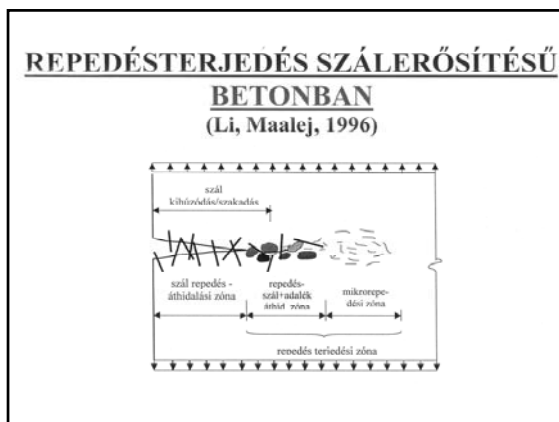 REPEDÉSTERJEDÉS SZÁLERŐSÍTÉSŰ
BETONBAN
(Li, Maalej, 1996)
szál
kihúzódás/szakadás
szál repedés -
áthidalási zóna
repedés-
szál+adalék
áthid. zóna
mikrorepe-
dési zóna
repedés terjedési zóna